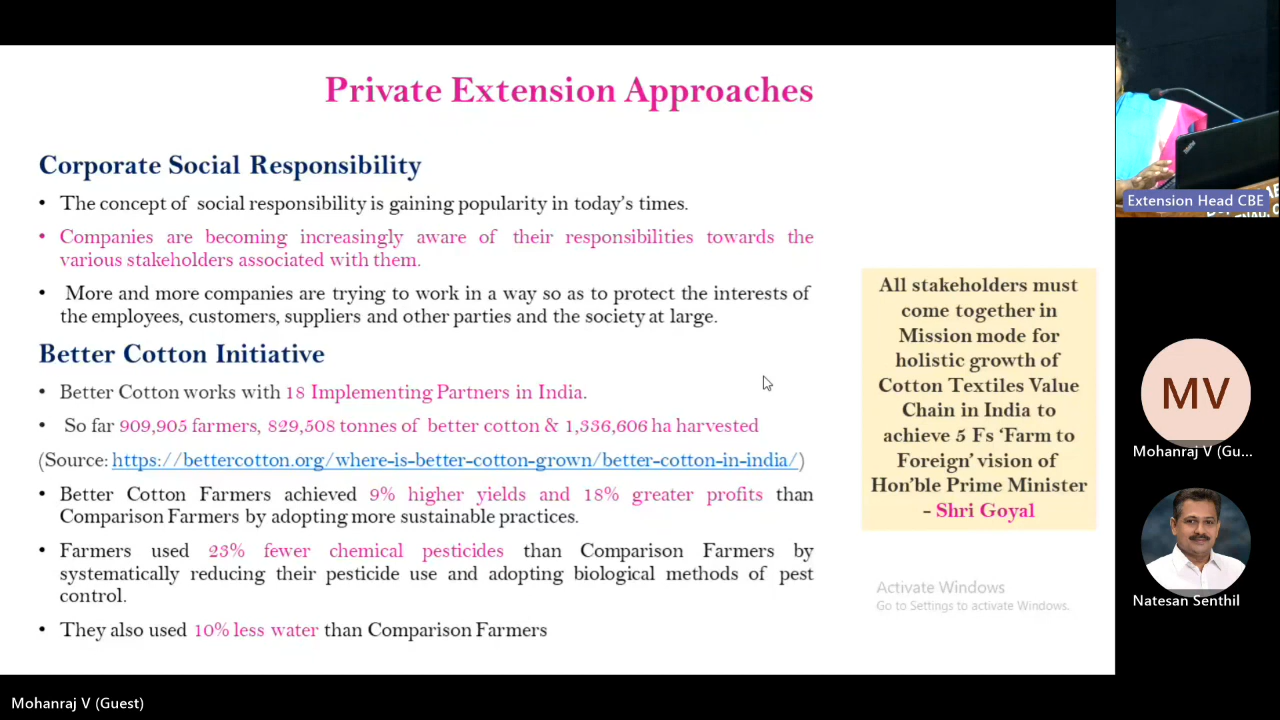 Private Extension Approaches
Corporate Social Responsibility
• The concept of social responsibility is gaining popularity in today's times.
• Companies are becoming increasingly aware of their responsibilities towards the
various stakeholders associated with them.
• More and more companies are trying to work in a way so as to protect the interests of
the employees, customers, suppliers and other parties and the society at large.
Better Cotton Initiative
• Better Cotton works with 18 Implementing Partners in India.
• So far 909,905 farmers, 829,508 tonnes of better cotton & 1,336,606 ha harvested
(Source: https://bettercotton.org/where-is-better-cotton-grown/better-cotton-in-india/)
• Better Cotton Farmers achieved 9% higher yields and 18% greater profits than
Comparison Farmers by adopting more sustainable practices.
• Farmers used 23% fewer chemical pesticides than Comparison Farmers by
systematically reducing their pesticide use and adopting biological methods of pest
control.
• They also used 10% less water than Comparison Farmers
All stakeholders must
come together in
Mission mode for
holistic growth of
Cotton Textiles Value
Chain in India to
achieve 5 Fs ‘Farm to
Foreign’ vision of
Hon’ble Prime Minister
- Shri Goyal
Activate Windows
Go to Settings to activate Windows.
Extension Head CBE
MV
Mohanraj V (Gu...
Natesan Senthil
Mohanraj V (Guest)